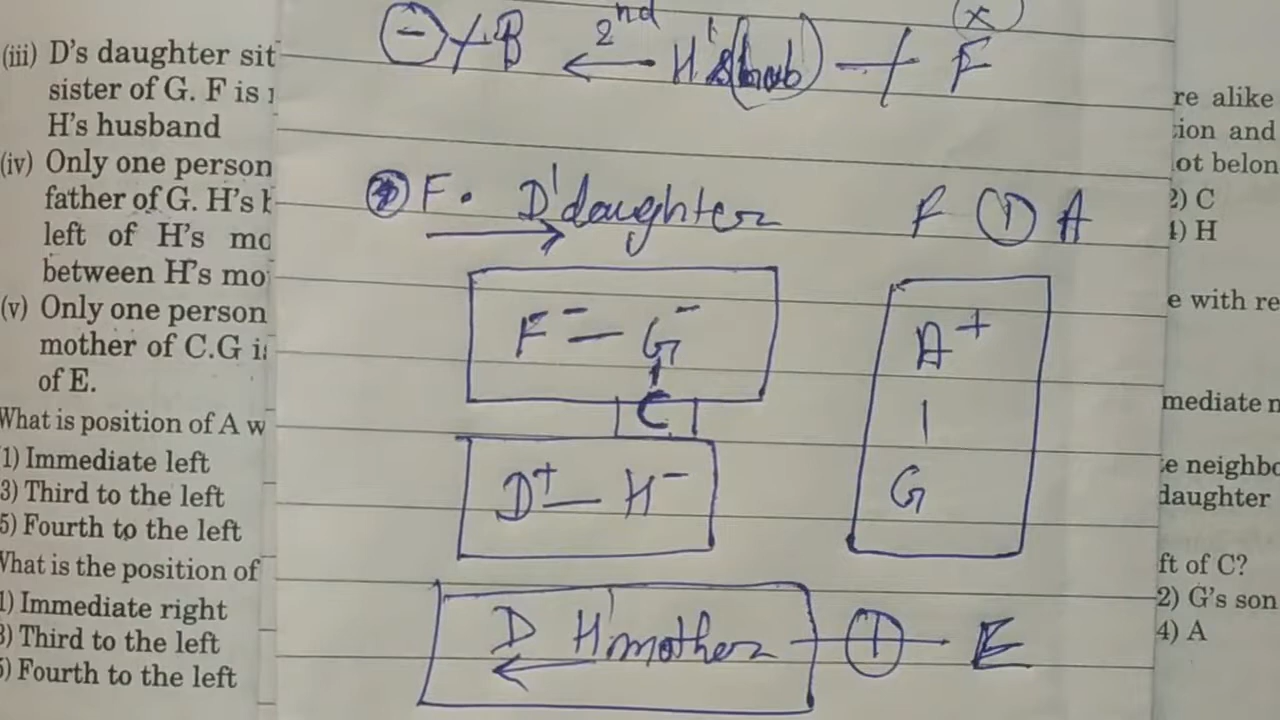 (iii) D's daughter sit
sister of G. F is
H's husband
(iv) Only one person
father of G. H's
left of H's mo
between H's mo
(v) Only one person
mother of C.G i
of E.
What is position of A w
1) Immediate left
3) Third to the left
5) Fourth to the left
What is the position of
1) Immediate right
3) Third to the left
5) Fourth to the left
− + B 2nd H's × F
F. D'daughter
F 1 A
F − — G −
C
D + — H −
A +
G
D H'mother 1 E
re alike
ion and
ot belon
2) C
4) H
e with re
mediate n
e neighbo
daughter
ft of C?
2) G's son
4) A